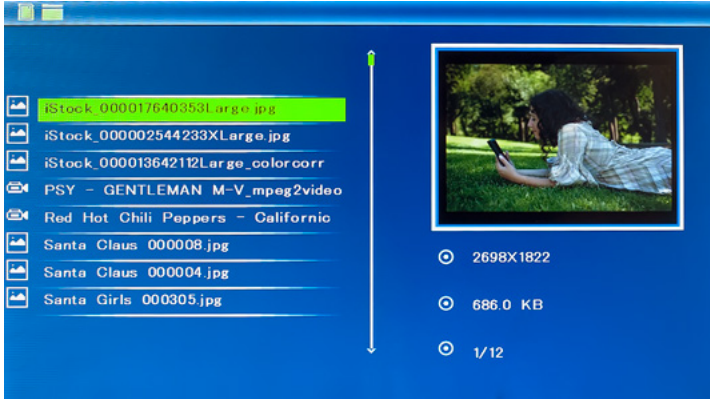 iStock_000017640353Large.jpg
iStock_000002544233XLarge.jpg
iStock_000013642112Large_colorcorr
PSY - GENTLEMAN M-V_mpeg2video
Red Hot Chili Peppers - Californic
Santa Claus 000008.jpg
Santa Claus 000004.jpg
Santa Girls 000305.jpg
2698X1822
686.0 KB
1/12